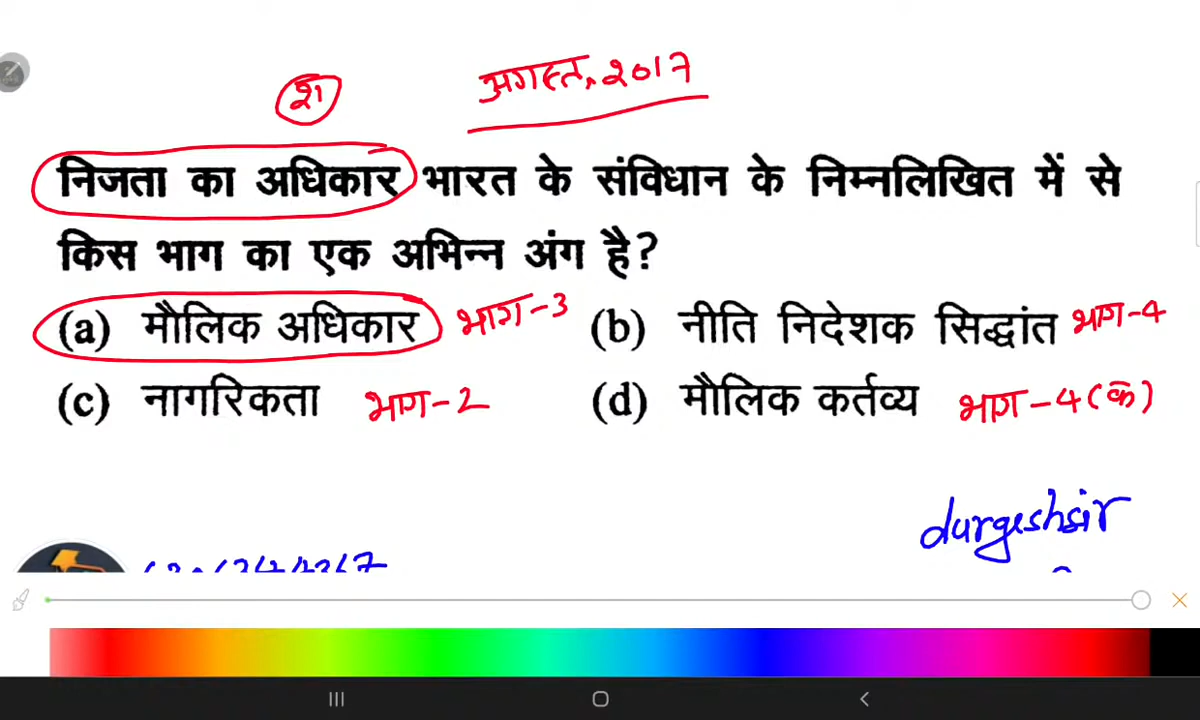 अगस्त, 2017
21
निजता का अधिकार भारत के संविधान के निम्नलिखित में से
किस भाग का एक अभिन्न अंग है?
(a) मौलिक अधिकार भाग-3 (b) नीति निदेशक सिद्धांत भाग-4
(c) नागरिकता भाग-2 (d) मौलिक कर्तव्य भाग-4(क)
durgeshsir